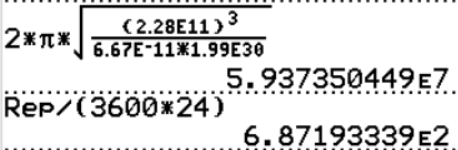 2*π*√((2.28E11)³/(6.67E-11*1.99E30))
5.937350449E7
Rep/(3600*24)
6.87193339E2